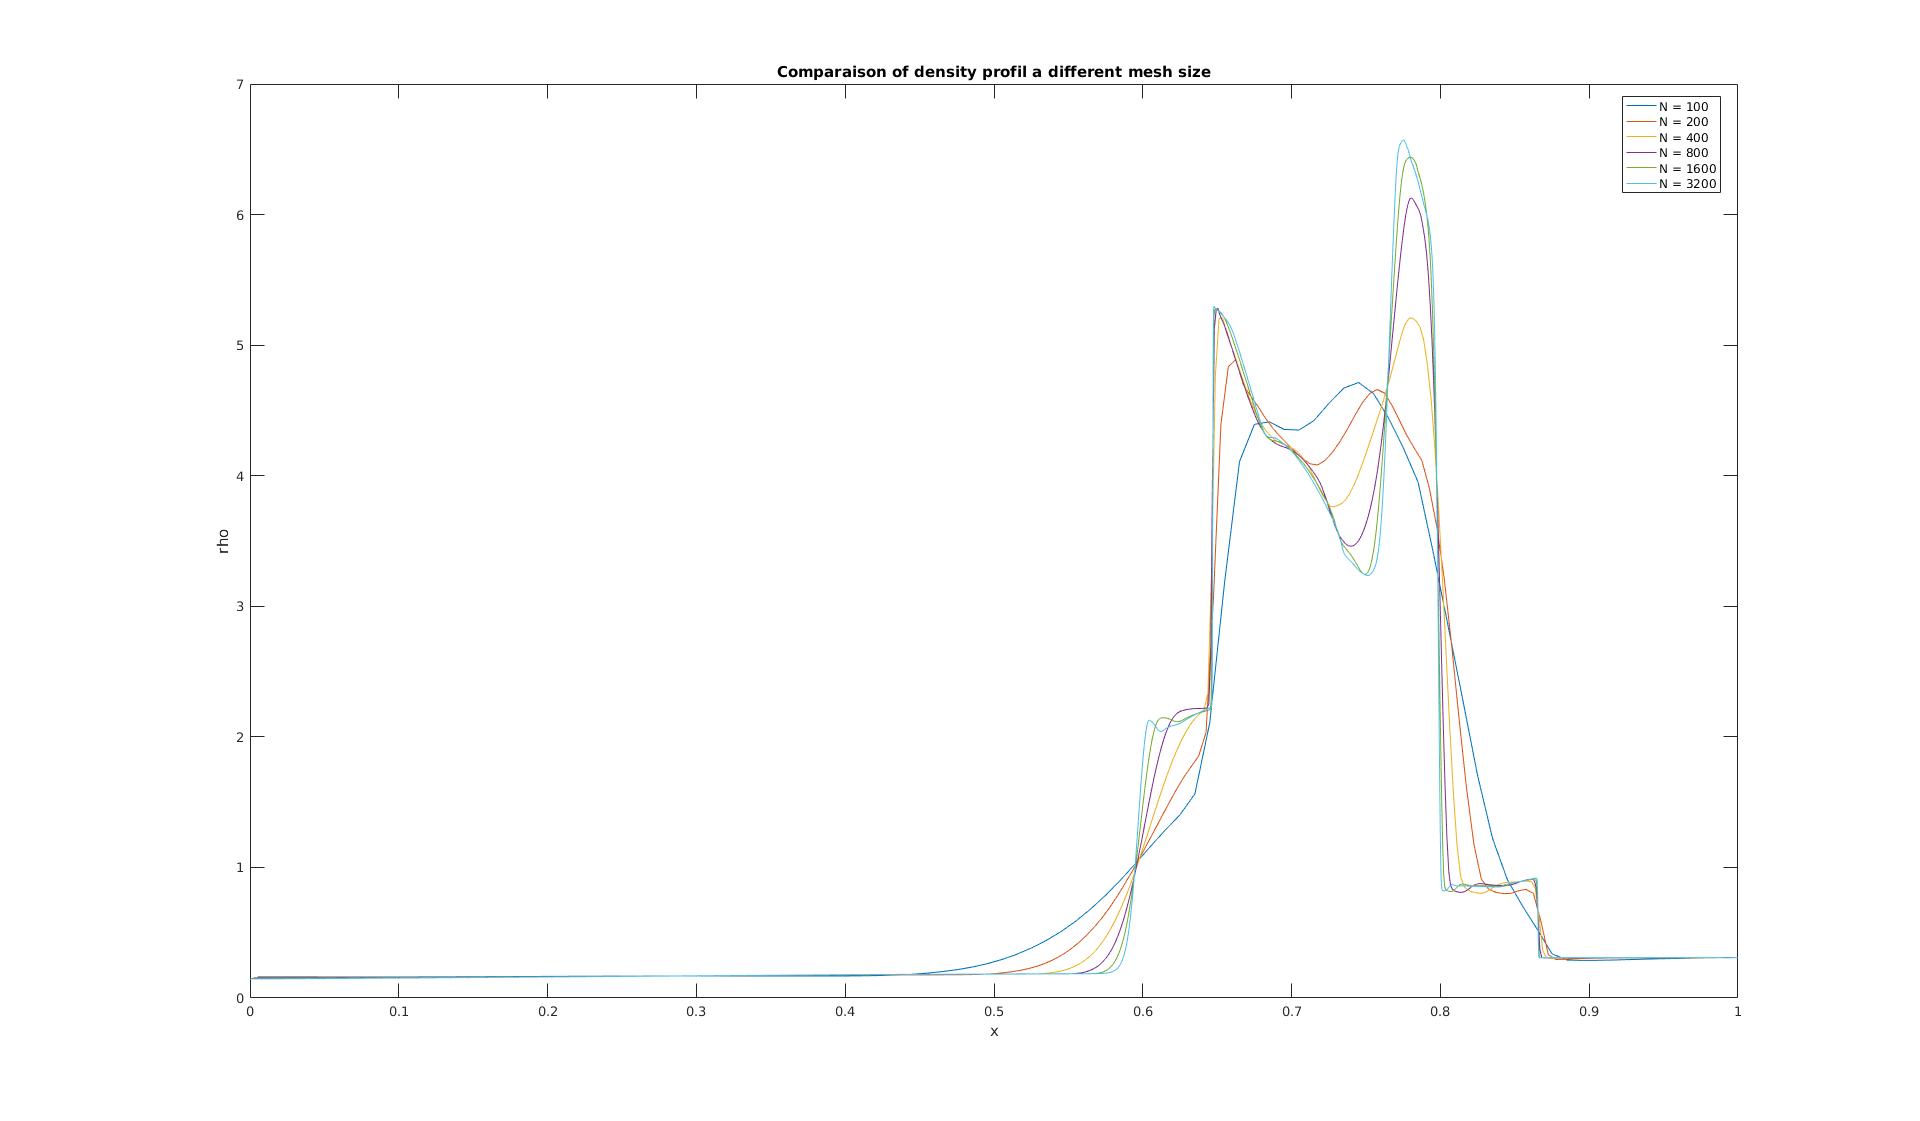 Comparaison of density profil a different mesh size
N = 100
N = 200
N = 400
N = 800
N = 1600
N = 3200
7
6
5
4
3
2
1
0
rho
0 0.1 0.2 0.3 0.4 0.5 0.6 0.7 0.8 0.9 1
x